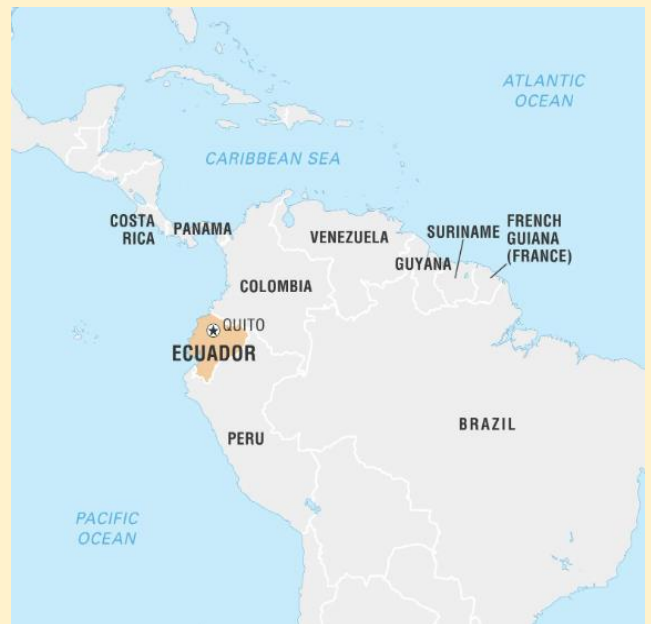 ATLANTIC
OCEAN
CARIBBEAN SEA
COSTA
RICA
PANAMA
VENEZUELA
GUYANA
SURINAME
FRENCH
GUIANA
(FRANCE)
COLOMBIA
QUITO
ECUADOR
PERU
BRAZIL
PACIFIC
OCEAN